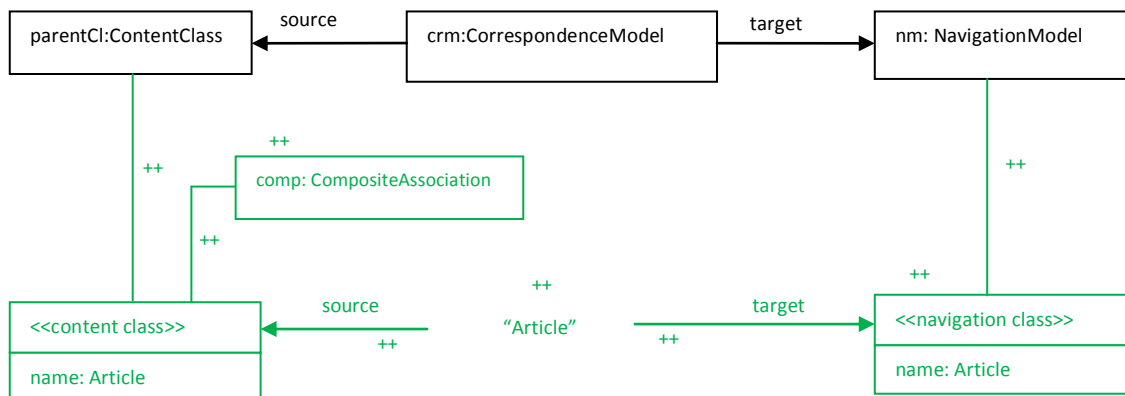 source
target
parentCl:ContentClass
crm:CorrespondenceModel
nm: NavigationModel
++
++
++
comp: CompositeAssociation
++
++
++
source
target
<<content class>>
“Article”
<<navigation class>>
++
++
name: Article
name: Article